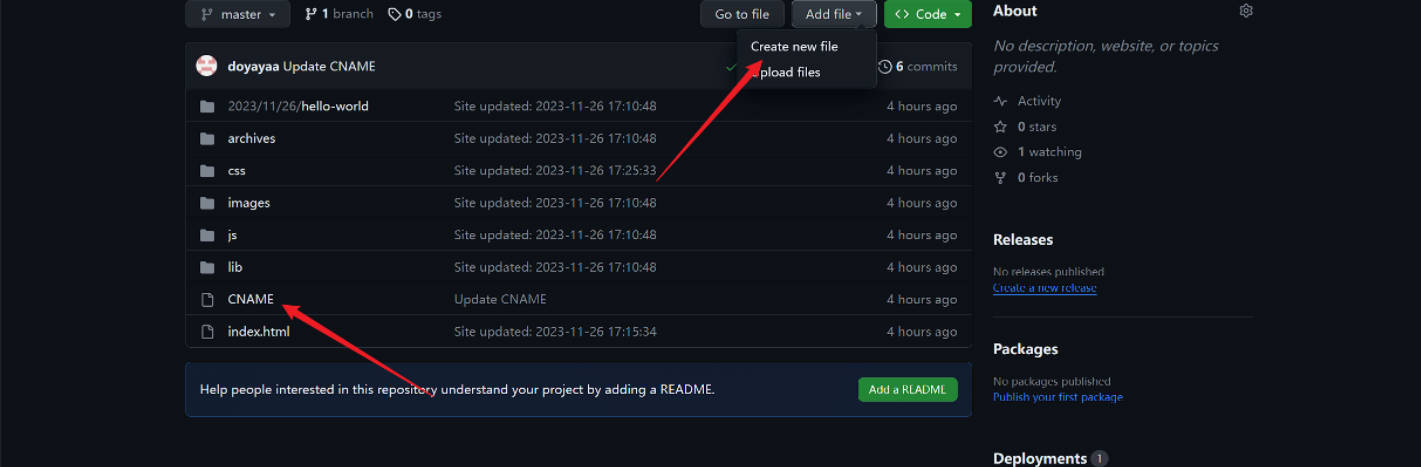 master
1 branch
0 tags
Go to file
Add file
Code
Create new file
Upload files
doyayaa Update CNAME
6 commits
2023/11/26/hello-world Site updated: 2023-11-26 17:10:48 4 hours ago
archives Site updated: 2023-11-26 17:10:48 4 hours ago
css Site updated: 2023-11-26 17:25:33 4 hours ago
images Site updated: 2023-11-26 17:10:48 4 hours ago
js Site updated: 2023-11-26 17:10:48 4 hours ago
lib Site updated: 2023-11-26 17:10:48 4 hours ago
CNAME Update CNAME 4 hours ago
index.html Site updated: 2023-11-26 17:15:34 4 hours ago
Help people interested in this repository understand your project by adding a README.
Add a README
About
No description, website, or topics
provided.
Activity
0 stars
1 watching
0 forks
Releases
No releases published
Create a new release
Packages
No packages published
Publish your first package
Deployments 1